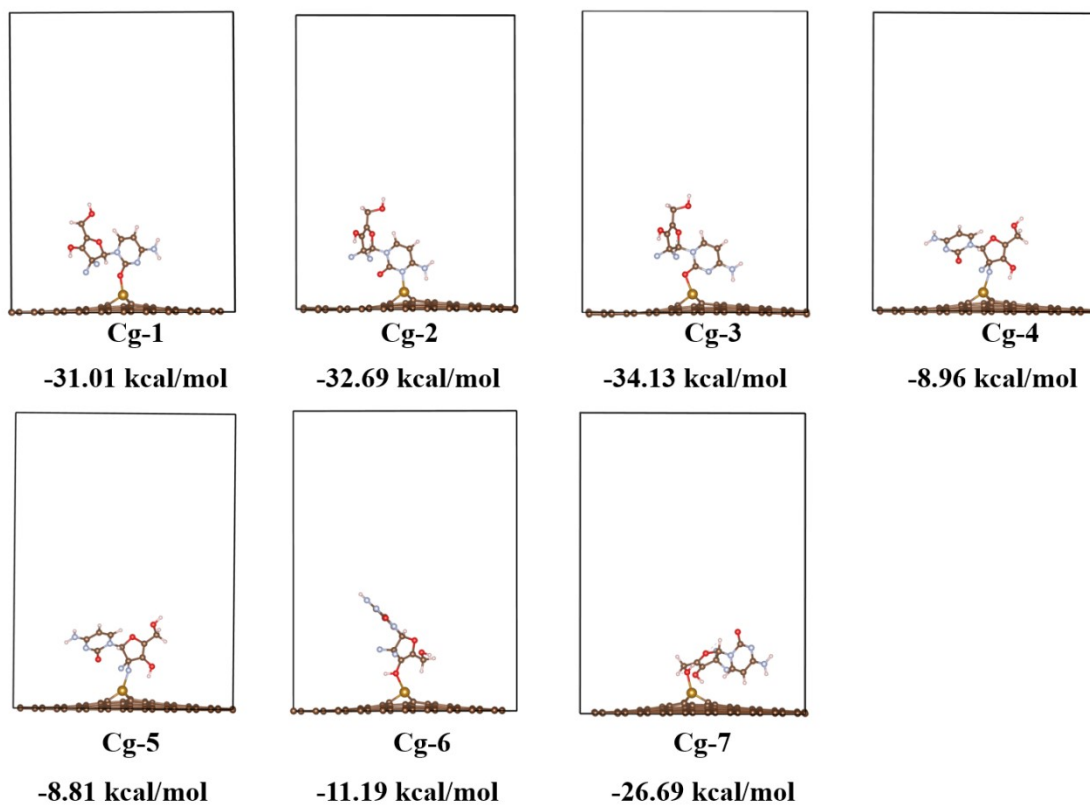 Cg-1
Cg-2
Cg-3
Cg-4
-31.01 kcal/mol
-32.69 kcal/mol
-34.13 kcal/mol
-8.96 kcal/mol
Cg-5
Cg-6
Cg-7
-8.81 kcal/mol
-11.19 kcal/mol
-26.69 kcal/mol